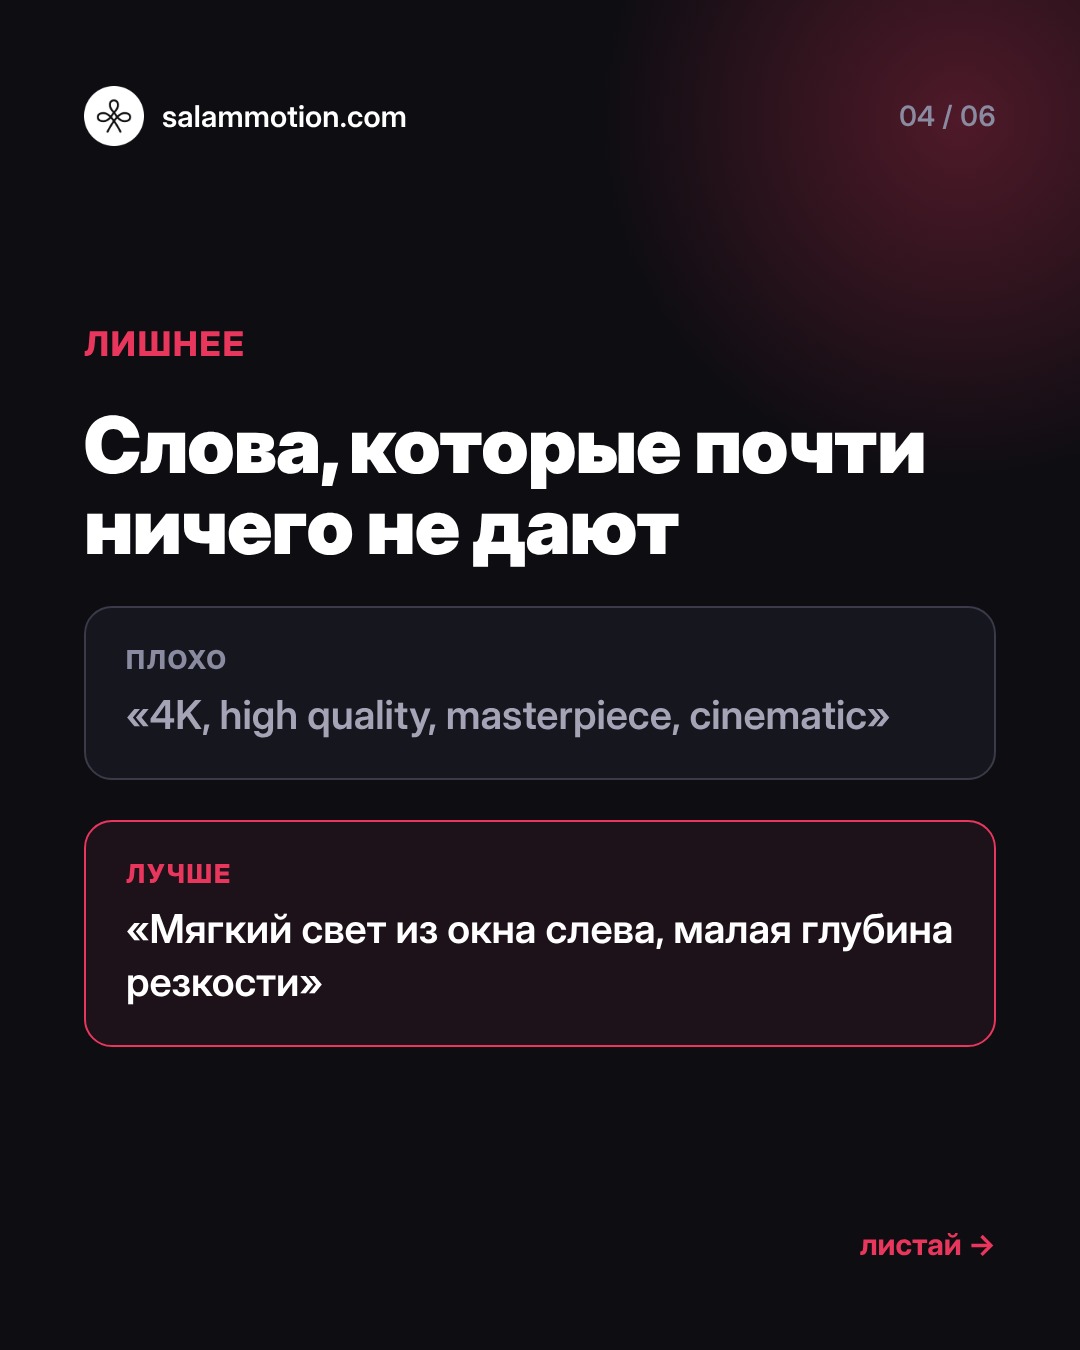 salammotion.com
04 / 06
ЛИШНЕЕ
Слова, которые почти
ничего не дают
ПЛОХО
«4K, high quality, masterpiece, cinematic»
ЛУЧШЕ
«Мягкий свет из окна слева, малая глубина
резкости»
листай →